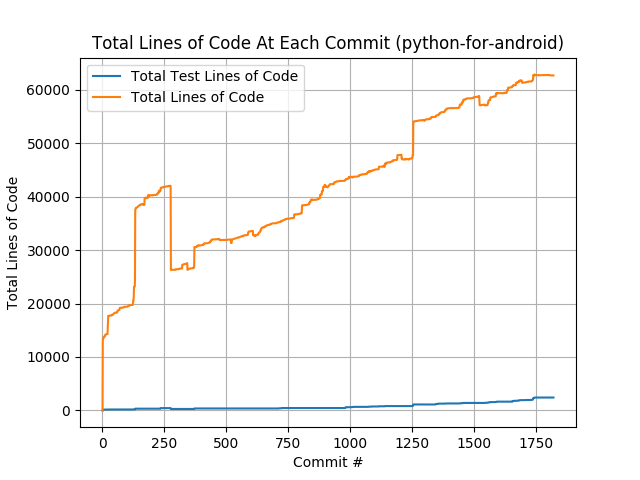 Total Lines of Code At Each Commit (python-for-android)
Total Test Lines of Code
Total Lines of Code
Total Lines of Code
60000
50000
40000
30000
20000
10000
0
0 250 500 750 1000 1250 1500 1750
Commit #